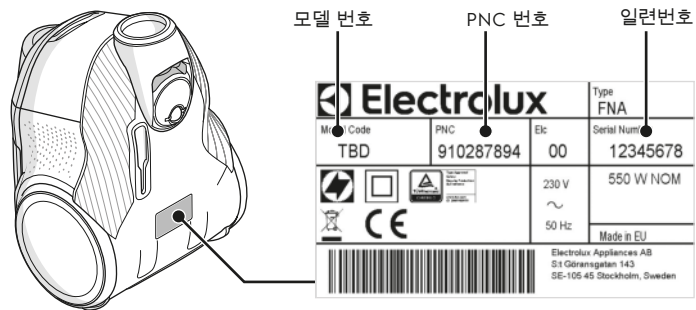 모델 번호
PNC 번호
일련번호
Electrolux
Type
FNA
Model Code
TBD
PNC
910287894
Elc
00
Serial Number
12345678
230 V
50 Hz
550 W NOM
CE
Made in EU
Electrolux Appliances AB
S:t Göransgatan 143
SE-105 45 Stockholm, Sweden